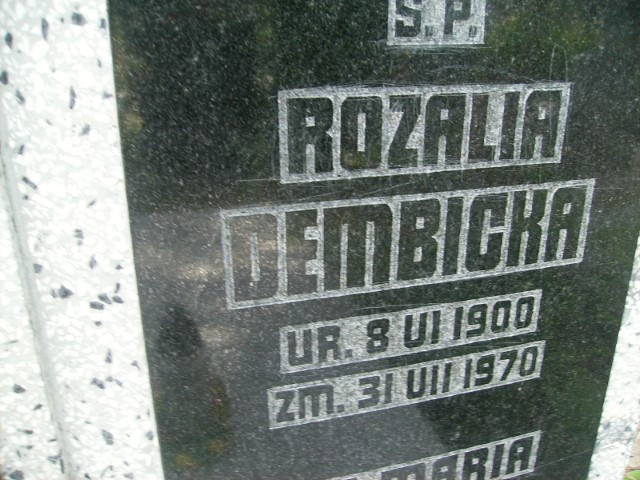 S.P.
ROZALIA
DEMBICKA
UR. 8 VI 1900
ZM. 31 VII 1970
MARIA